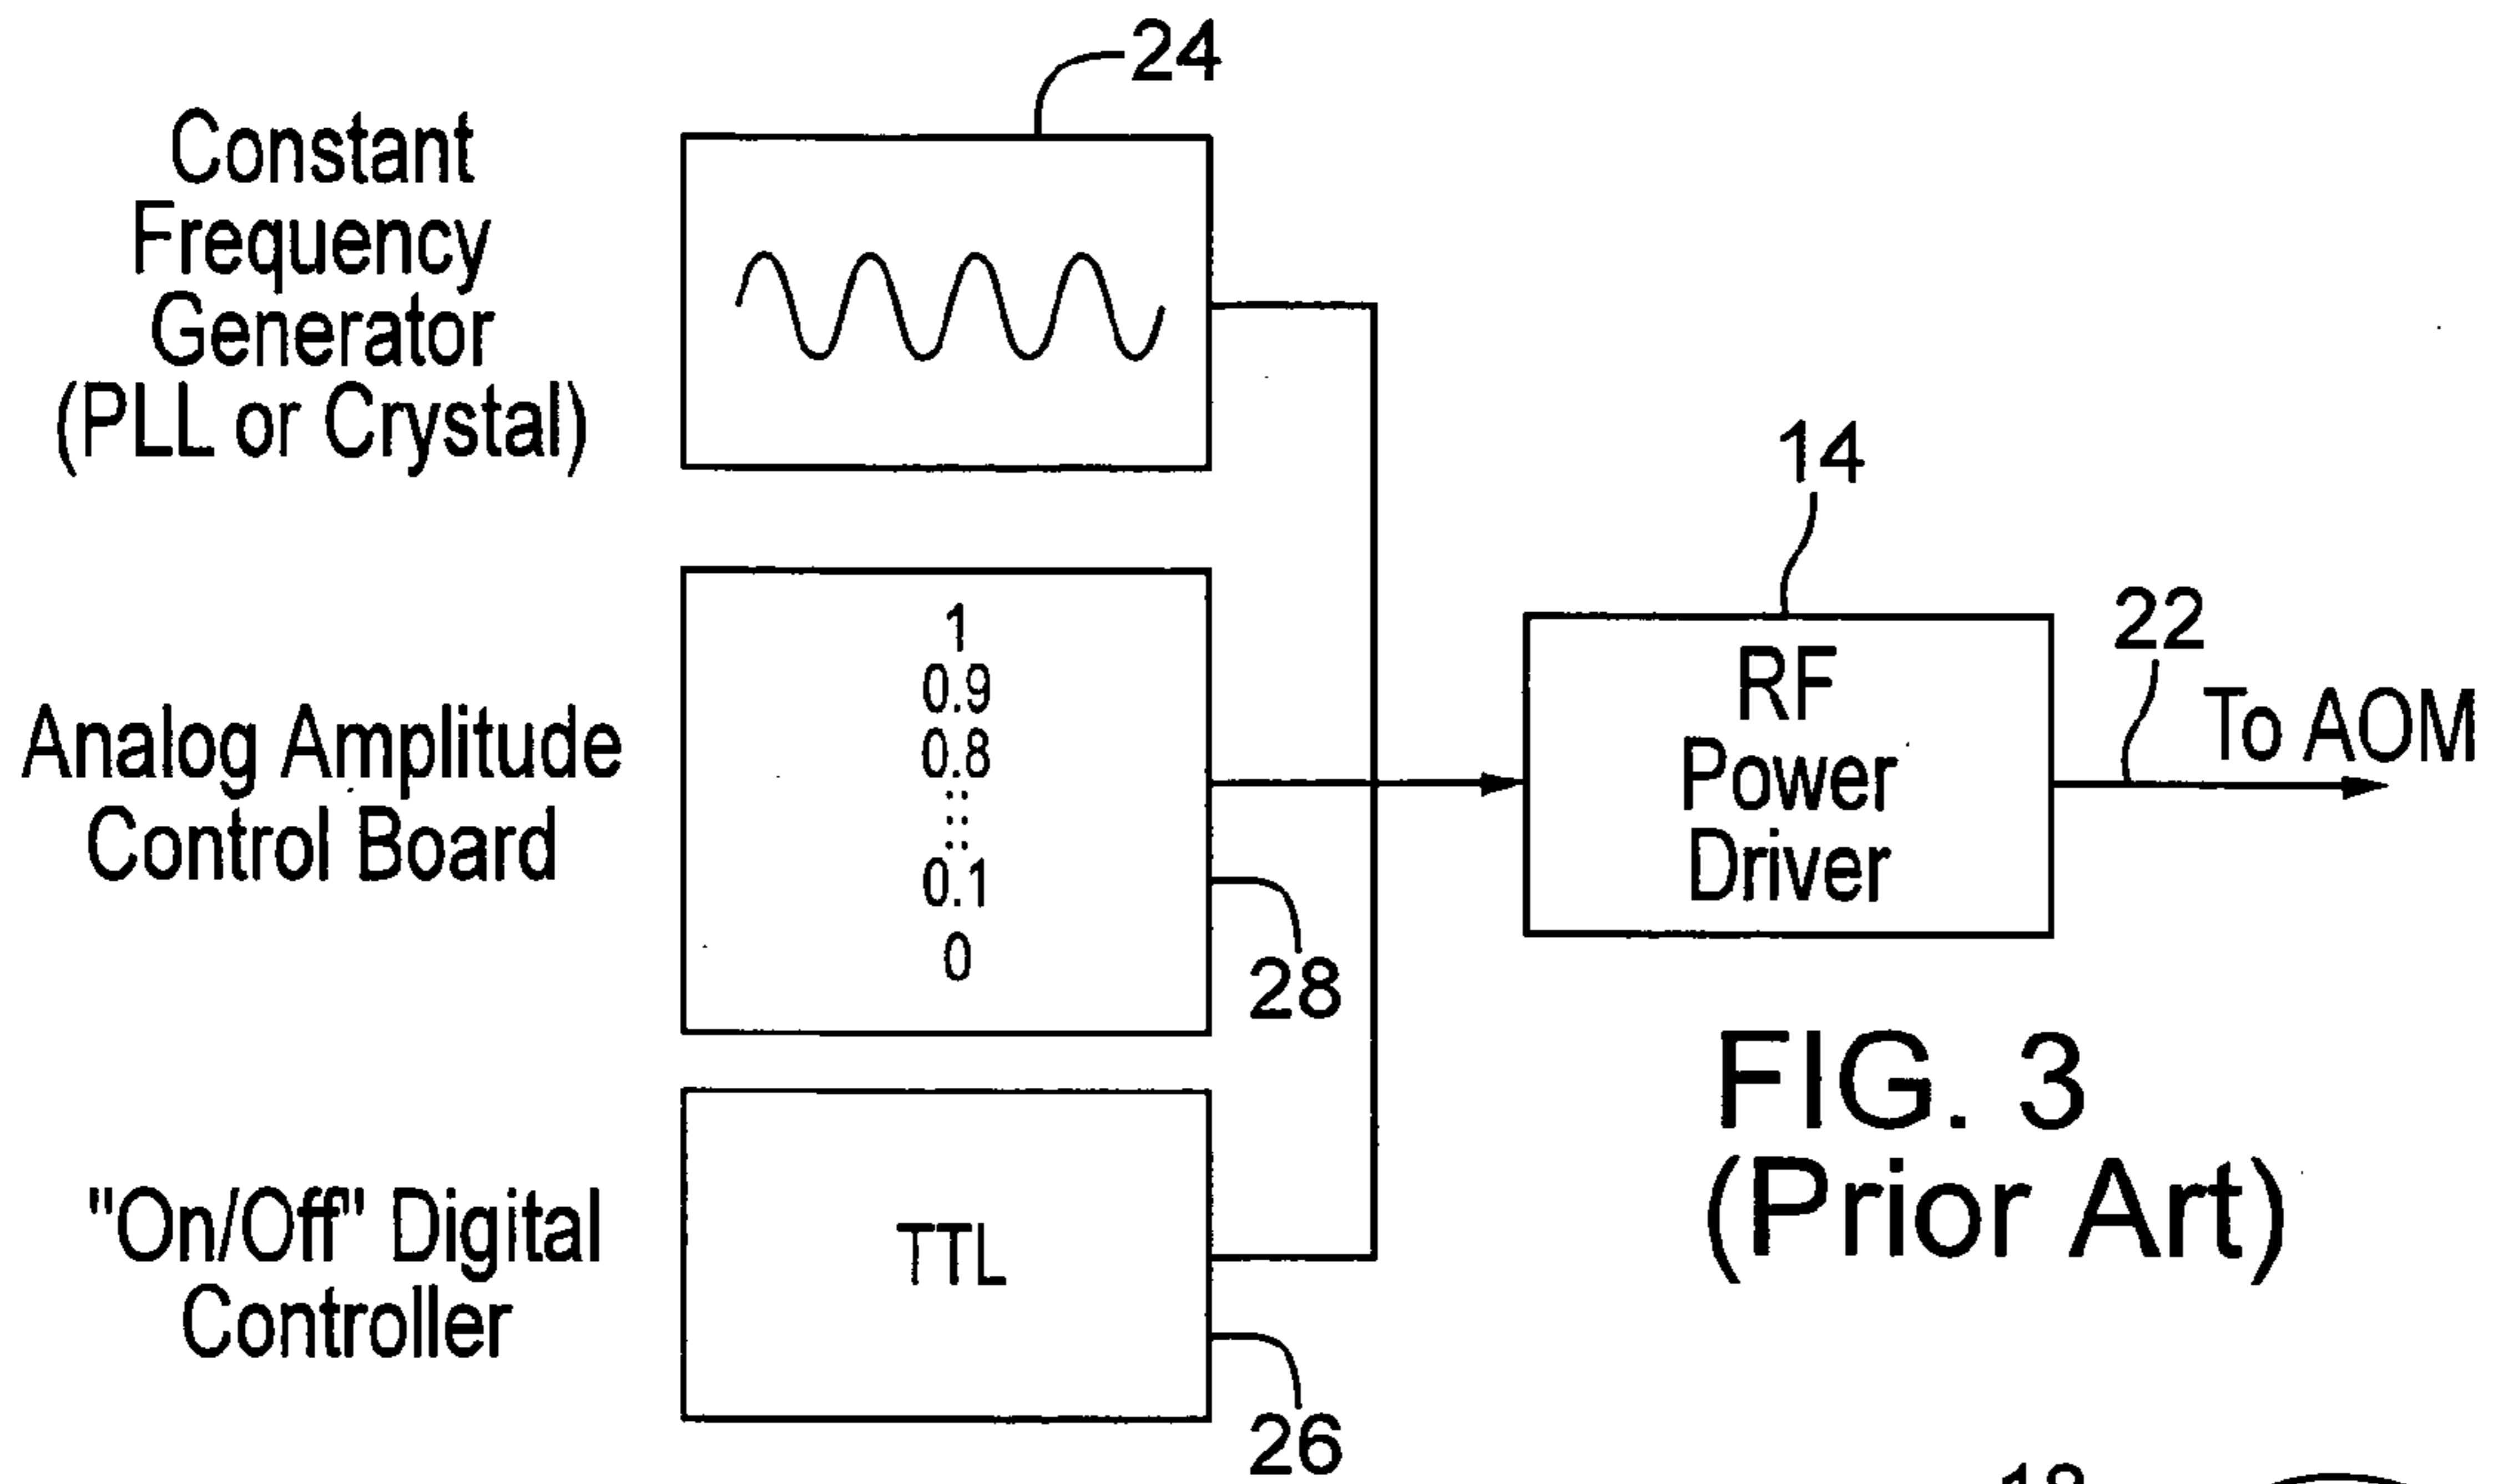 24
Constant
Frequency
Generator
(PLL or Crystal)
14
RF
Power
Driver
22
To AOM
1
0.9
0.8
0.1
0
Analog Amplitude
Control Board
28
FIG. 3
(Prior Art)
"On/Off" Digital
Controller
TTL
26